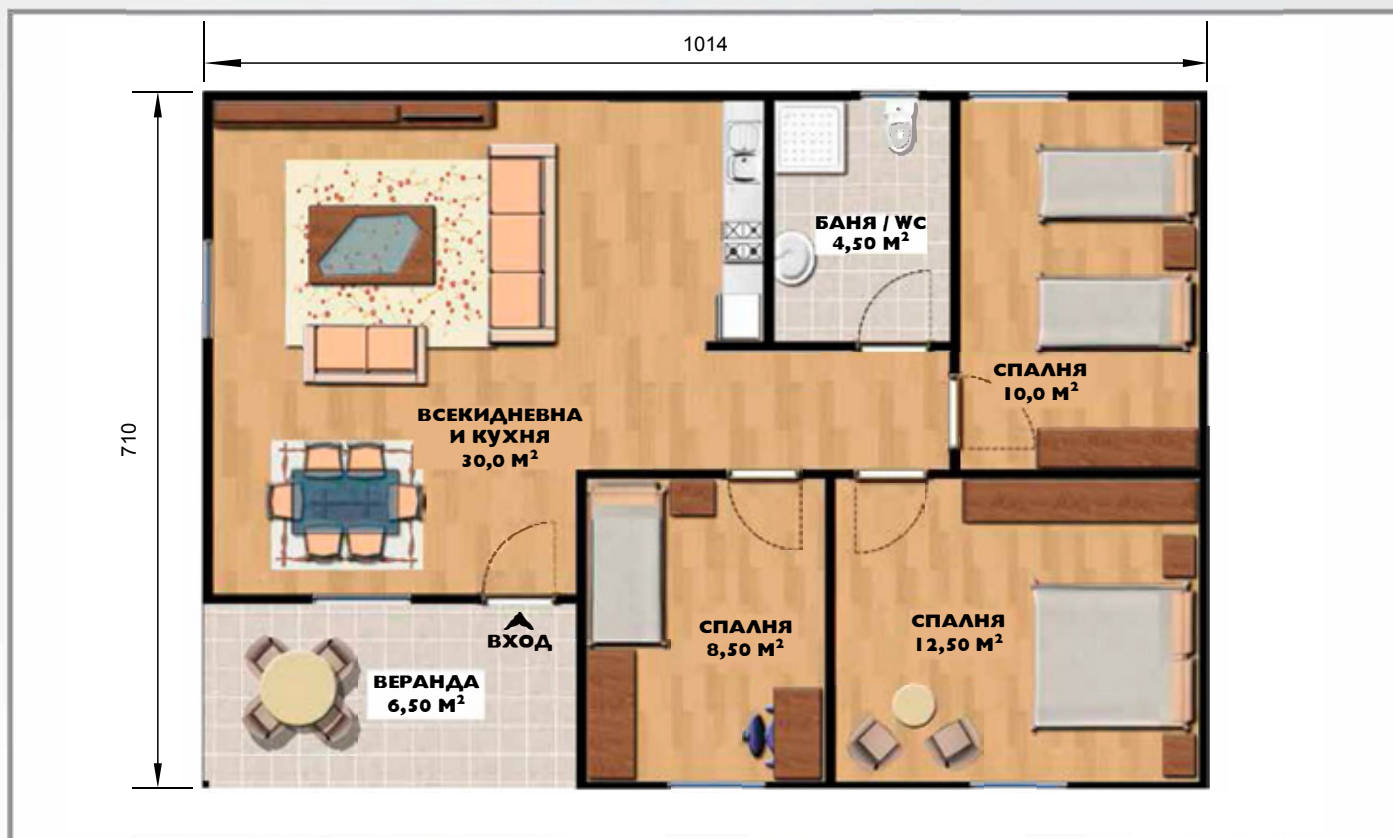 1014
710
БАНЯ / WC
4,50 М²
СПАЛНЯ
10,0 М²
ВСЕКИДНЕВНА
И КУХНЯ
30,0 М²
СПАЛНЯ
8,50 М²
СПАЛНЯ
12,50 М²
ВХОД
ВЕРАНДА
6,50 М²